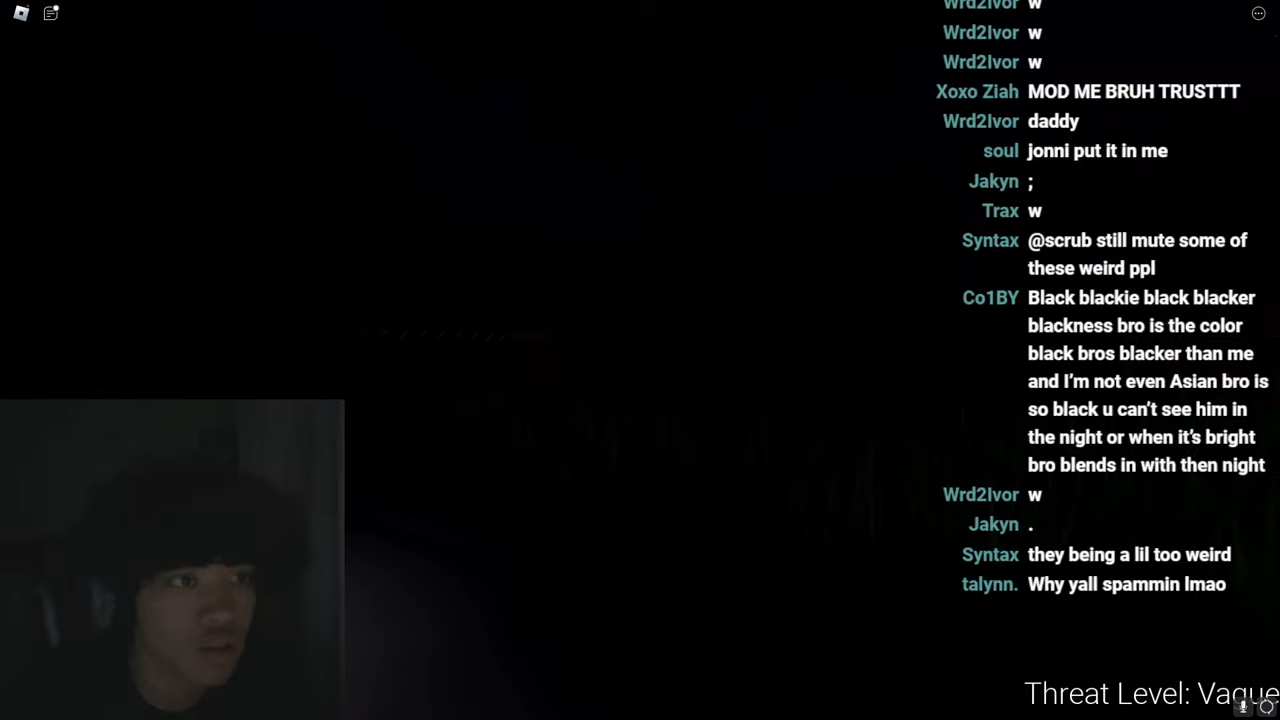 Wrd2Ivor w
Wrd2Ivor w
Wrd2Ivor w
Xoxo Ziah MOD ME BRUH TRUSTTT
Wrd2Ivor daddy
soul jonni put it in me
Jakyn ;
Trax w
Syntax @scrub still mute some of
these weird ppl
Co1BY Black blackie black blacker
blackness bro is the color
black bros blacker than me
and I'm not even Asian bro is
so black u can't see him in
the night or when it's bright
bro blends in with then night
Wrd2Ivor w
Jakyn .
Syntax they being a lil too weird
talynn. Why yall spammin lmao
Threat Level: Vague